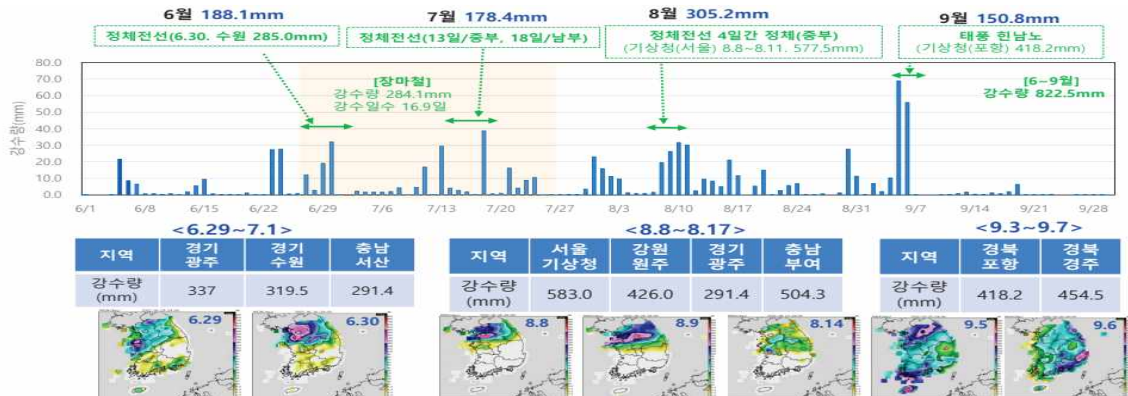 6월 188.1mm
7월 178.4mm
8월 305.2mm
9월 150.8mm
정체전선(6.30. 수원 285.0mm)
정체전선(13일/중부, 18일/남부)
정체전선 4일간 정체(중부)
(기상청(서울) 8.8~8.11. 577.5mm)
태풍 힌남노
(기상청(포항) 418.2mm)
[장마철]
강수량 284.1mm
강수일수 16.9일
[6~9월]
강수량 822.5mm
강수량(mm)
80.0
70.0
60.0
50.0
40.0
30.0
20.0
10.0
0.0
6/1 6/8 6/15 6/22 6/29 7/6 7/13 7/20 7/27 8/3 8/10 8/17 8/24 8/31 9/7 9/14 9/21 9/28
<6.29~7.1>
지역 경기 광주 경기 수원 충남 서산
강수량 (mm) 337 319.5 291.4
6.29
6.30
<8.8~8.17>
지역 서울 기상청 강원 원주 경기 광주 충남 부여
강수량 (mm) 583.0 426.0 291.4 504.3
8.8
8.9
8.14
<9.3~9.7>
지역 경북 포항 경북 경주
강수량 (mm) 418.2 454.5
9.5
9.6